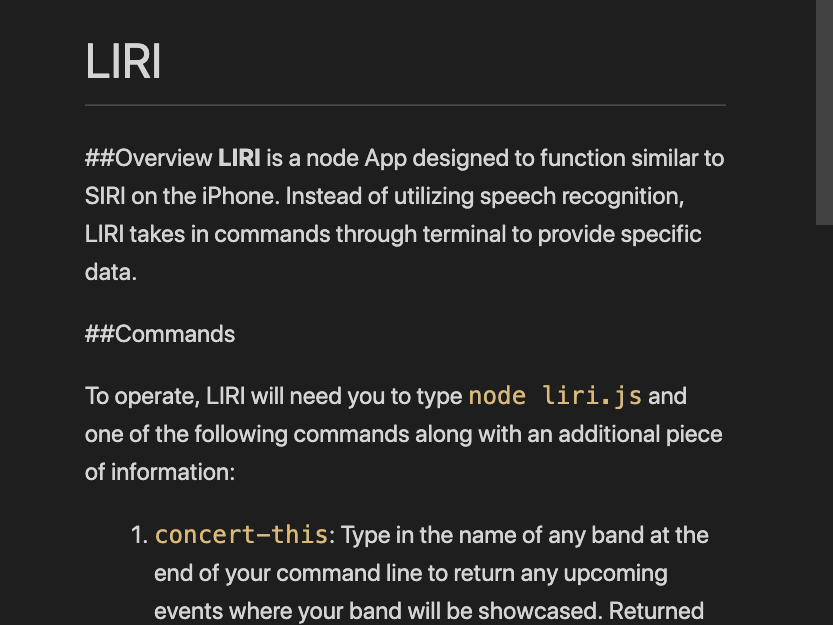 LIRI
##Overview LIRI is a node App designed to function similar to
SIRI on the iPhone. Instead of utilizing speech recognition,
LIRI takes in commands through terminal to provide specific
data.
##Commands
To operate, LIRI will need you to type node liri.js and
one of the following commands along with an additional piece
of information:
1. concert-this: Type in the name of any band at the
end of your command line to return any upcoming
events where your band will be showcased. Returned